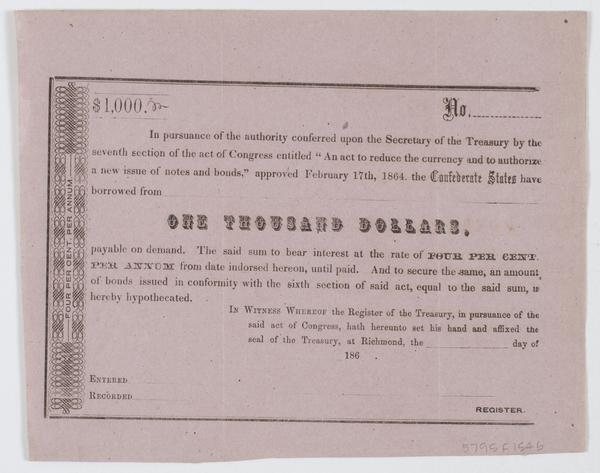 $1,000.
No.
In pursuance of the authority conferred upon the Secretary of the Treasury by the
seventh section of the act of Congress entitled "An act to reduce the currency and to authorize
a new issue of notes and bonds," approved February 17th, 1864. the Confederate States have
borrowed from
ONE THOUSAND DOLLARS,
payable on demand. The said sum to bear interest at the rate of FOUR PER CENT.
PER ANNUM from date indorsed hereon, until paid. And to secure the same, an amount
of bonds issued in conformity with the sixth section of said act, equal to the said sum, is
hereby hypothecated.
IN WITNESS WHEREOF the Register of the Treasury, in pursuance of the
said act of Congress, hath hereunto set his hand and affixed the
seal of the Treasury, at Richmond, the day of
186 .
ENTERED
RECORDED
REGISTER.
FOUR PER CENT. PER ANNUM